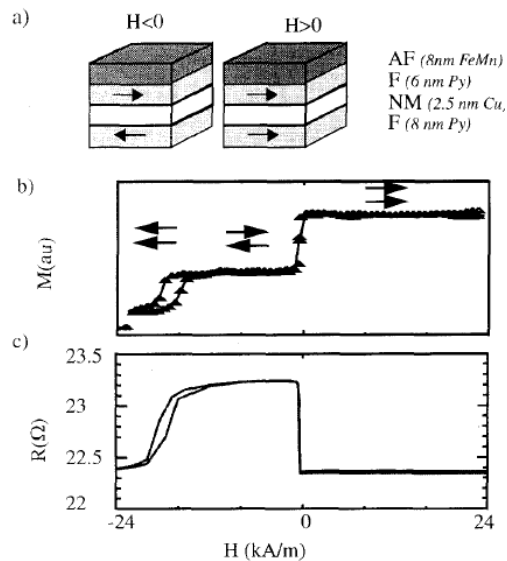 a)
H<0 H>0
AF (8nm FeMn)
F (6 nm Py)
NM (2.5 nm Cu)
F (8 nm Py)
b)
M(au)
c)
23.5
23
22.5
22
R(Ω)
-24 0 24
H (kA/m)